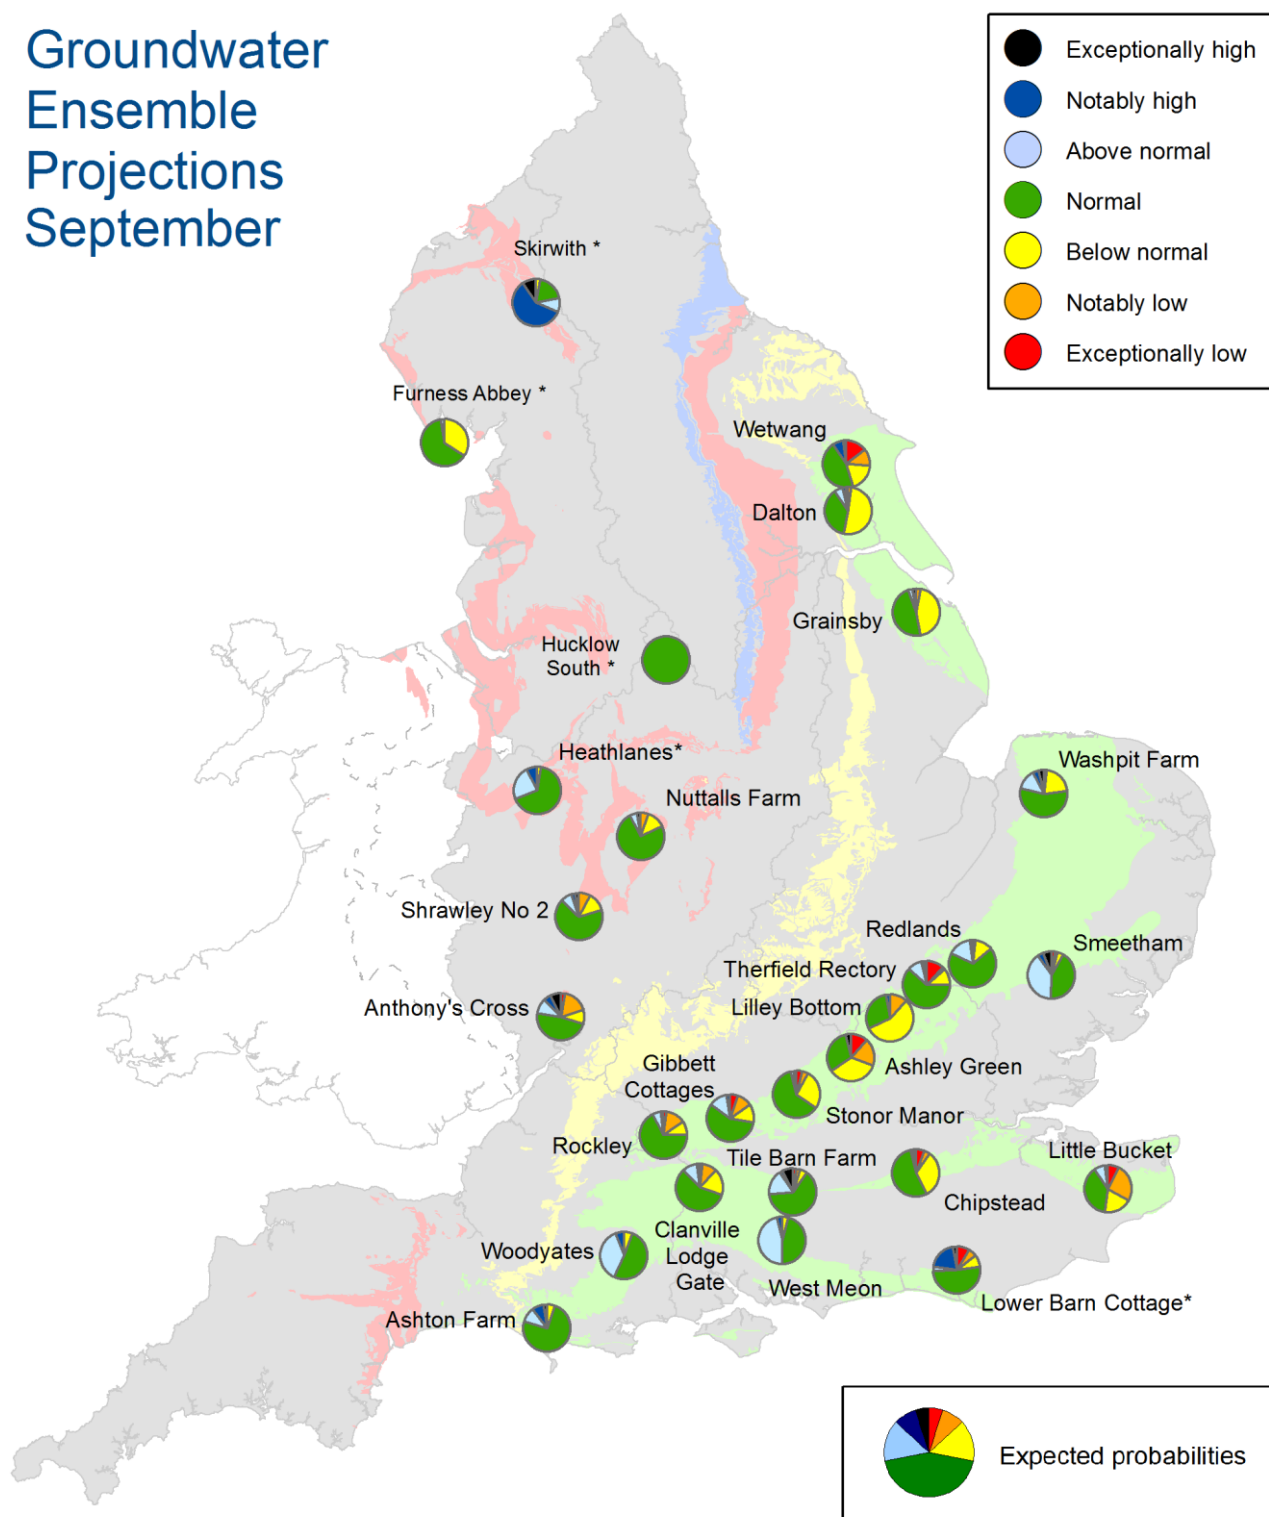 Groundwater
Ensemble
Projections
September
Exceptionally high
Notably high
Above normal
Normal
Below normal
Notably low
Exceptionally low
Skirwith *
Furness Abbey *
Wetwang
Dalton
Grainsby
Hucklow
South *
Heathlanes*
Washpit Farm
Nuttalls Farm
Shrawley No 2
Redlands
Smeetham
Therfield Rectory
Anthony's Cross
Lilley Bottom
Gibbett
Cottages
Ashley Green
Stonor Manor
Rockley
Tile Barn Farm
Little Bucket
Chipstead
Clanville
Lodge
Gate
Woodyates
West Meon
Lower Barn Cottage*
Ashton Farm
Expected probabilities